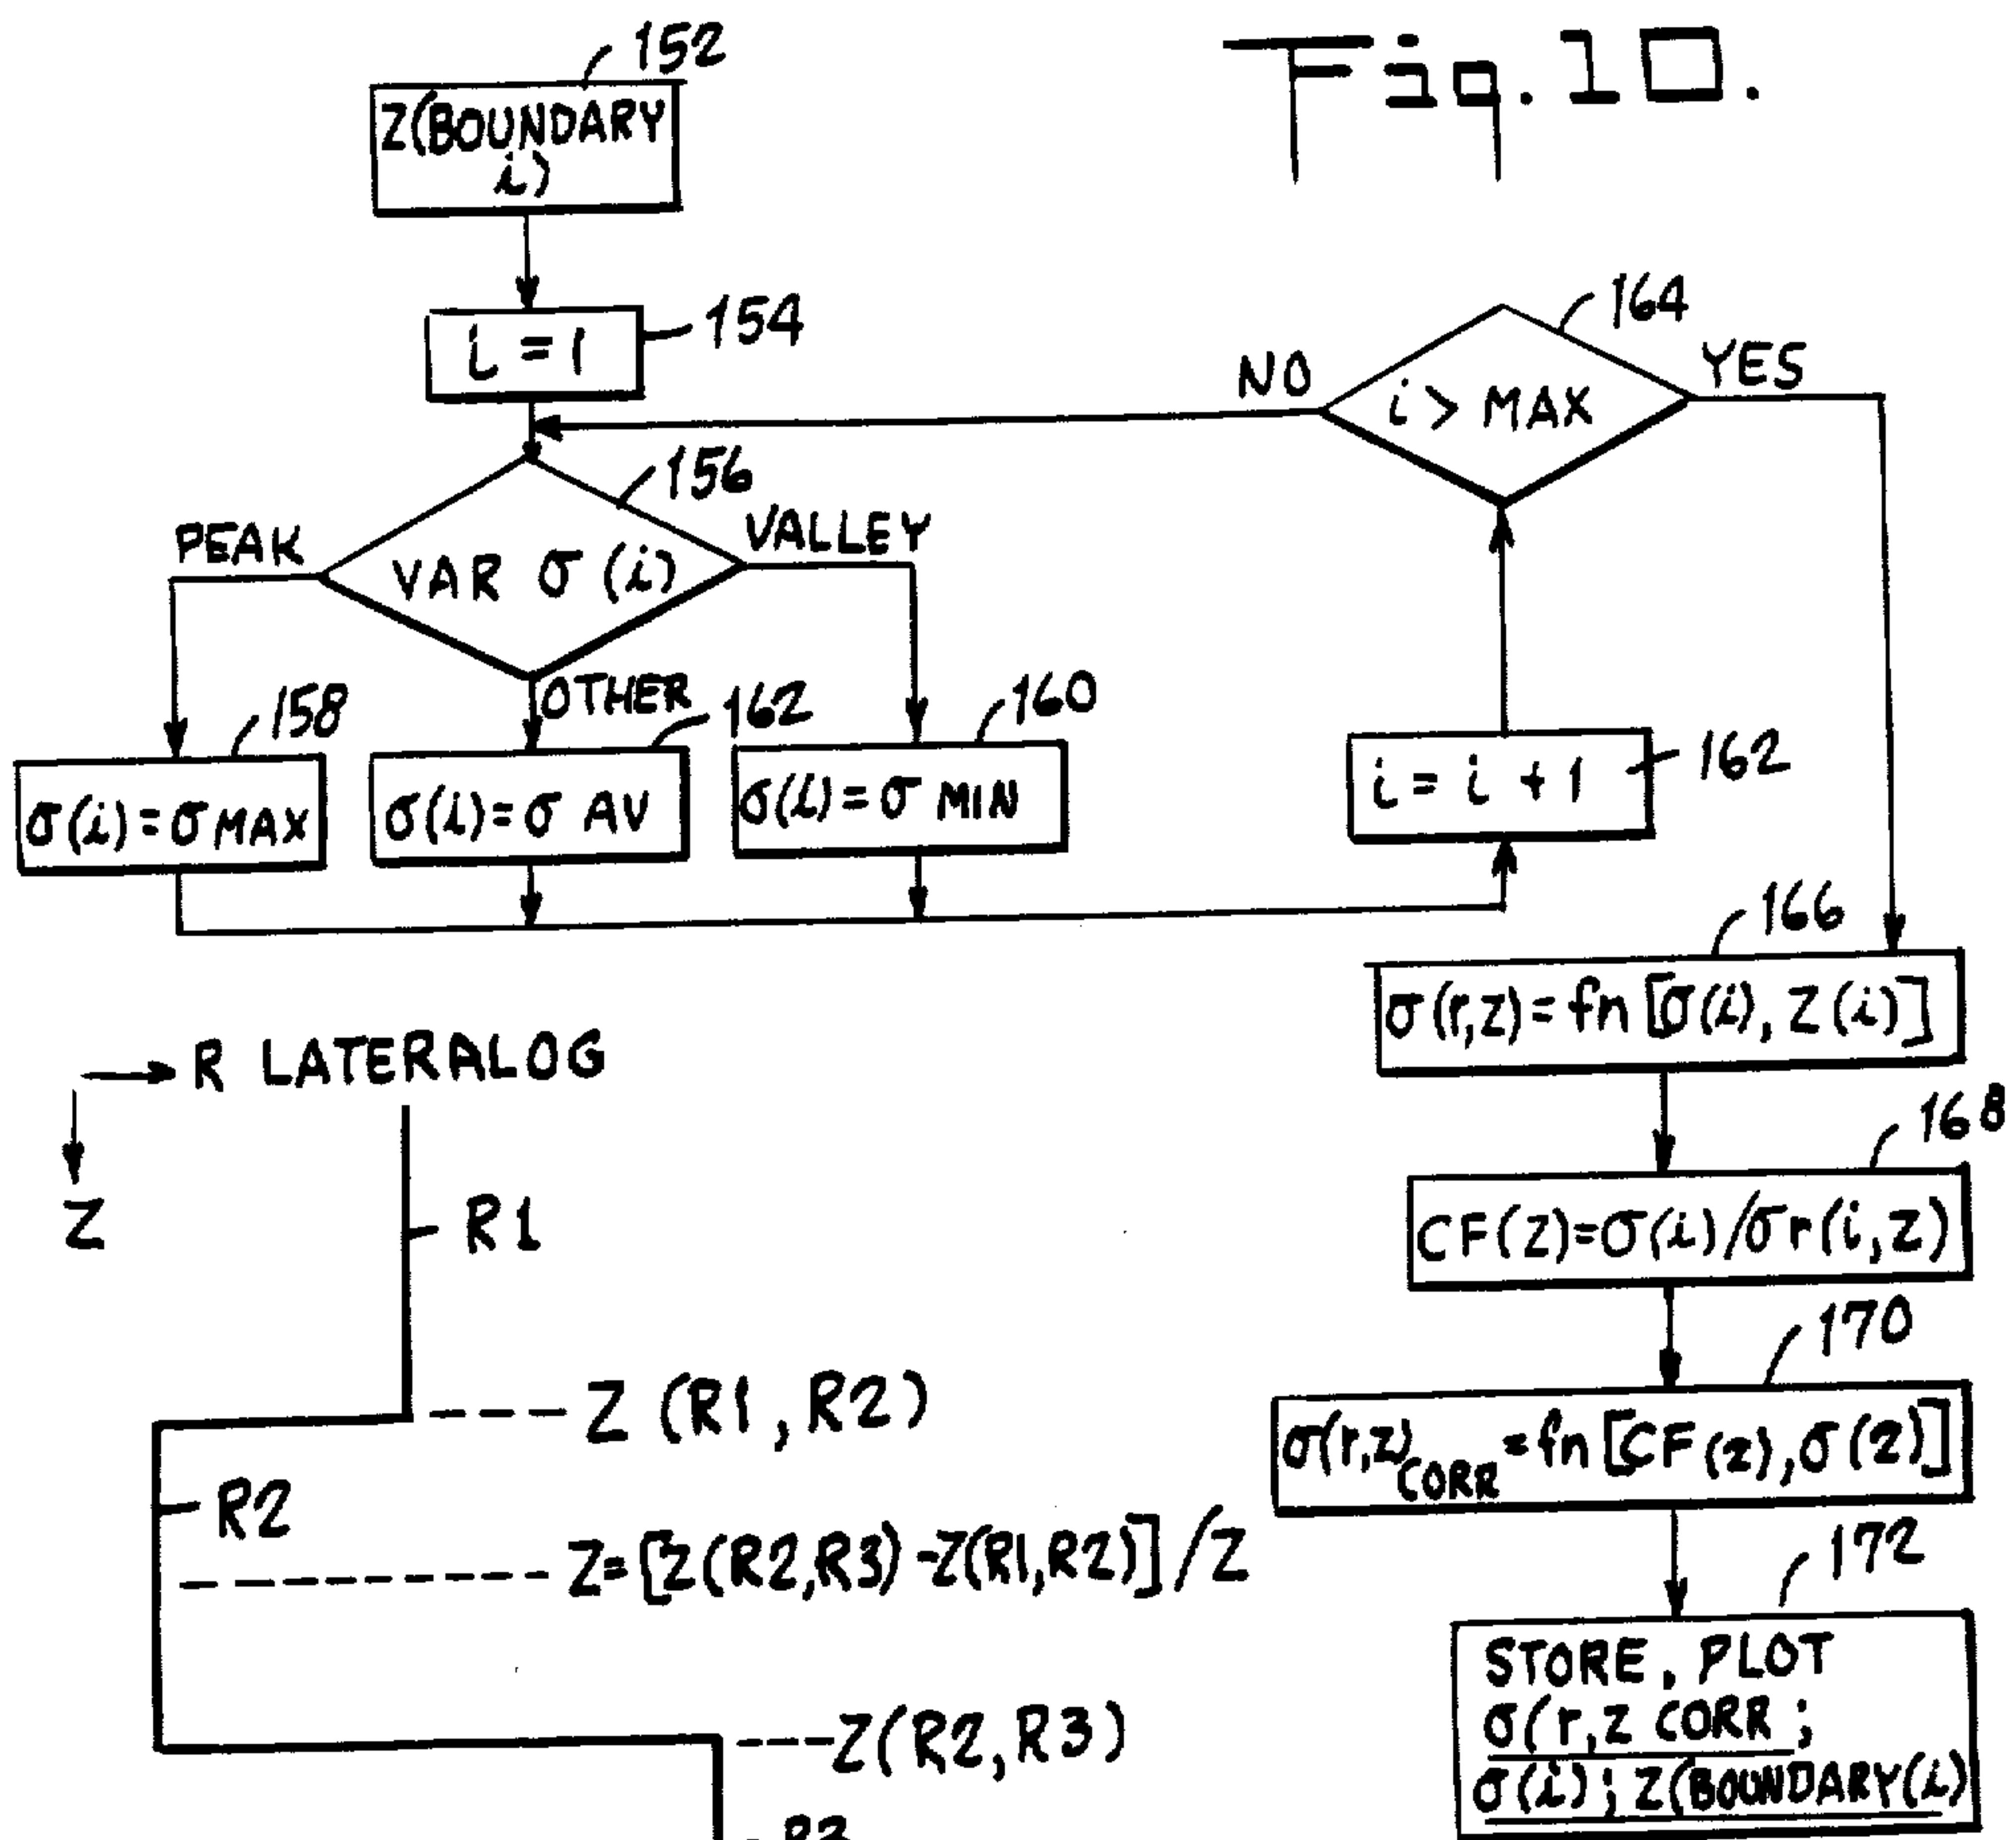 Fig. 10.
152
Z(BOUNDARY
i)
i = 1
154
164
NO
YES
i > MAX
156
PEAK
VALLEY
VAR σ (i)
OTHER
158
162
160
σ(i)=σ MAX
σ(i)=σ AV
σ(i)=σ MIN
i = i + 1
162
166
σ(r,z)=fn[σ(i), Z(i)]
168
CF(Z)=σ(i)/σr(i,z)
170
σ(r,z)CORR =fn[CF(z),σ(z)]
172
STORE, PLOT
σ(r,z CORR ;
σ(i); Z(BOUNDARY(i)
R LATERALOG
Z
R1
--- Z (R1, R2)
R2
Z=[Z(R2,R3)-Z(R1,R2)]/Z
---Z(R2,R3)
R3